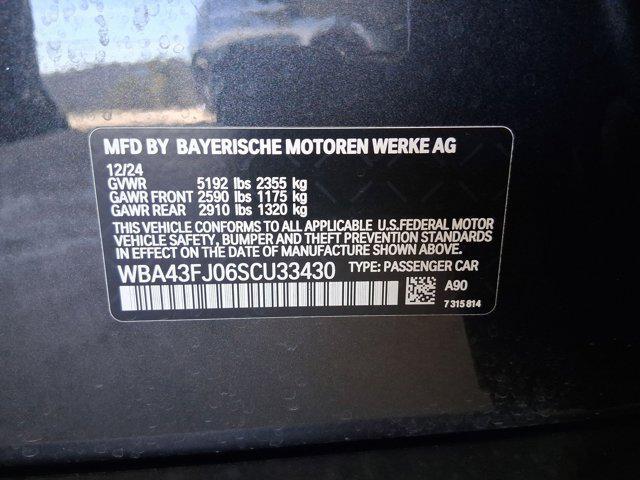 MFD BY BAYERISCHE MOTOREN WERKE AG
12/24
GVWR 5192 lbs 2355 kg
GAWR FRONT 2590 lbs 1175 kg
GAWR REAR 2910 lbs 1320 kg
THIS VEHICLE CONFORMS TO ALL APPLICABLE U.S.FEDERAL MOTOR
VEHICLE SAFETY, BUMPER AND THEFT PREVENTION STANDARDS
IN EFFECT ON THE DATE OF MANUFACTURE SHOWN ABOVE.
WBA43FJ06SCU33430 TYPE: PASSENGER CAR
A90
7 315 814